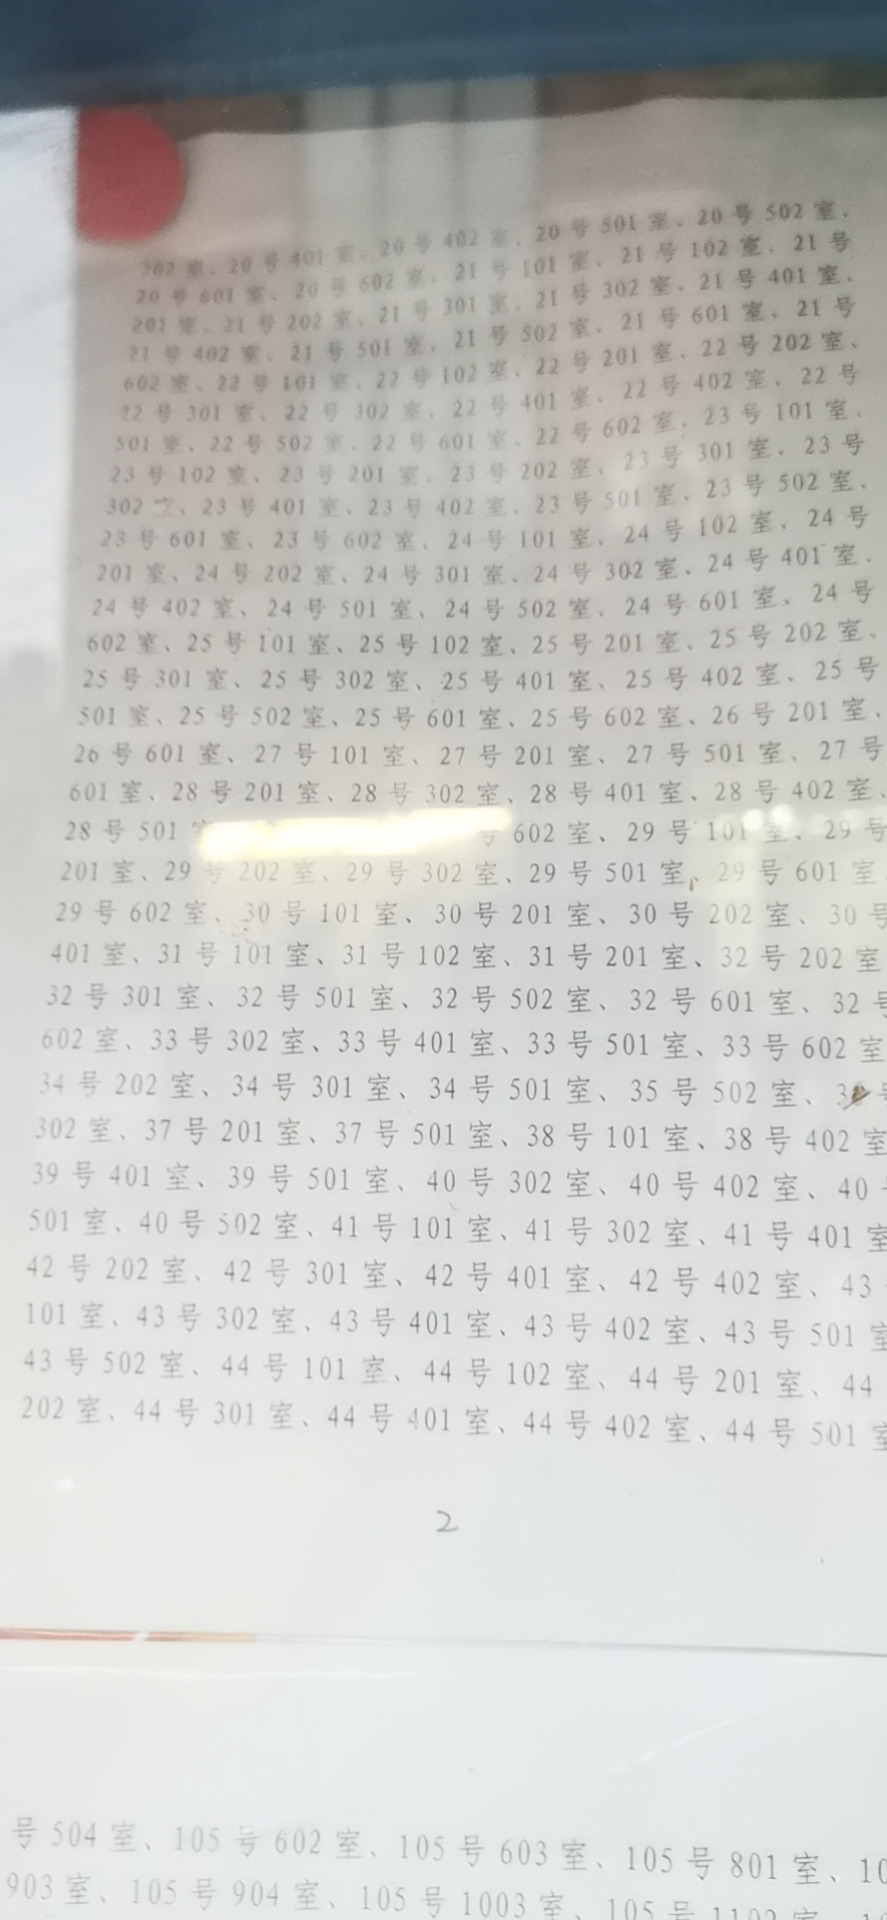 302 室、20 号 401 室、20 号 402 室、20 号 501 室、20 号 502 室、
20 号 601 室、20 号 602 室、21 号 101 室、21 号 102 室、21 号
201 室、21 号 202 室、21 号 301 室、21 号 302 室、21 号 401 室、
21 号 402 室、21 号 501 室、21 号 502 室、21 号 601 室、21 号
602 室、22 号 101 室、22 号 102 室、22 号 201 室、22 号 202 室、
22 号 301 室、22 号 302 室、22 号 401 室、22 号 402 室、22 号
501 室、22 号 502 室、22 号 601 室、22 号 602 室、23 号 101 室、
23 号 102 室、23 号 201 室、23 号 202 室、23 号 301 室、23 号
302 室、23 号 401 室、23 号 402 室、23 号 501 室、23 号 502 室、
23 号 601 室、23 号 602 室、24 号 101 室、24 号 102 室、24 号
201 室、24 号 202 室、24 号 301 室、24 号 302 室、24 号 401 室、
24 号 402 室、24 号 501 室、24 号 502 室、24 号 601 室、24 号
602 室、25 号 101 室、25 号 102 室、25 号 201 室、25 号 202 室、
25 号 301 室、25 号 302 室、25 号 401 室、25 号 402 室、25 号
501 室、25 号 502 室、25 号 601 室、25 号 602 室、26 号 201 室、
26 号 601 室、27 号 101 室、27 号 201 室、27 号 501 室、27 号
601 室、28 号 201 室、28 号 302 室、28 号 401 室、28 号 402 室、
28 号 501 室 号 602 室、29 号 101 室、29 号
201 室、29 号 202 室、29 号 302 室、29 号 501 室、29 号 601 室
29 号 602 室、30 号 101 室、30 号 201 室、30 号 202 室、30 号
401 室、31 号 101 室、31 号 102 室、31 号 201 室、32 号 202 室
32 号 301 室、32 号 501 室、32 号 502 室、32 号 601 室、32 号
602 室、33 号 302 室、33 号 401 室、33 号 501 室、33 号 602 室
34 号 202 室、34 号 301 室、34 号 501 室、35 号 502 室、
302 室、37 号 201 室、37 号 501 室、38 号 101 室、38 号 402 室
39 号 401 室、39 号 501 室、40 号 302 室、40 号 402 室、40
501 室、40 号 502 室、41 号 101 室、41 号 302 室、41 号 401 室
42 号 202 室、42 号 301 室、42 号 401 室、42 号 402 室、43
101 室、43 号 302 室、43 号 401 室、43 号 402 室、43 号 501 室
43 号 502 室、44 号 101 室、44 号 102 室、44 号 201 室、44
202 室、44 号 301 室、44 号 401 室、44 号 402 室、44 号 501 室
2
号 504 室、105 号 602 室、105 号 603 室、105 号 801 室、10
903 室、105 号 904 室、105 号 1003 室、105 号 1102 室